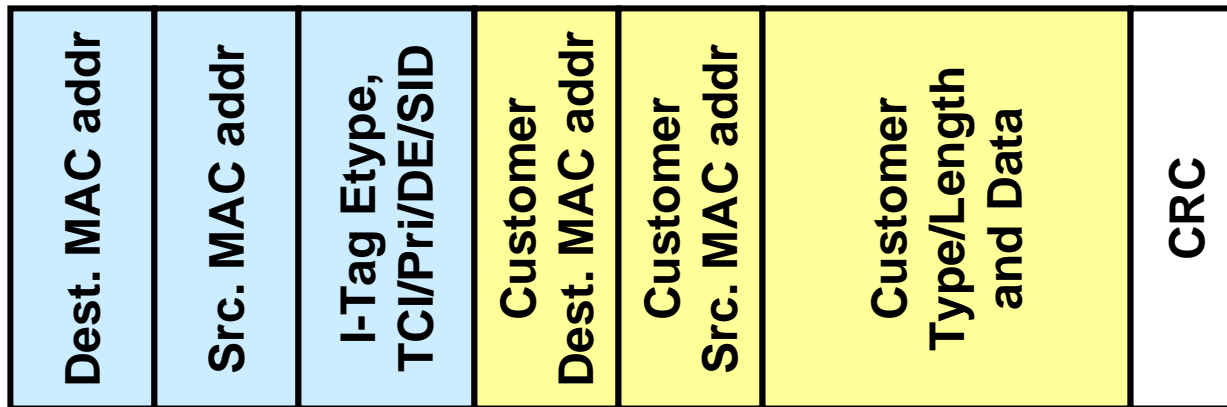 Dest. MAC addr
Src. MAC addr
I-Tag Etype,
TCI/Pri/DE/SID
Customer
Dest. MAC addr
Customer
Src. MAC addr
Customer
Type/Length
and Data
CRC